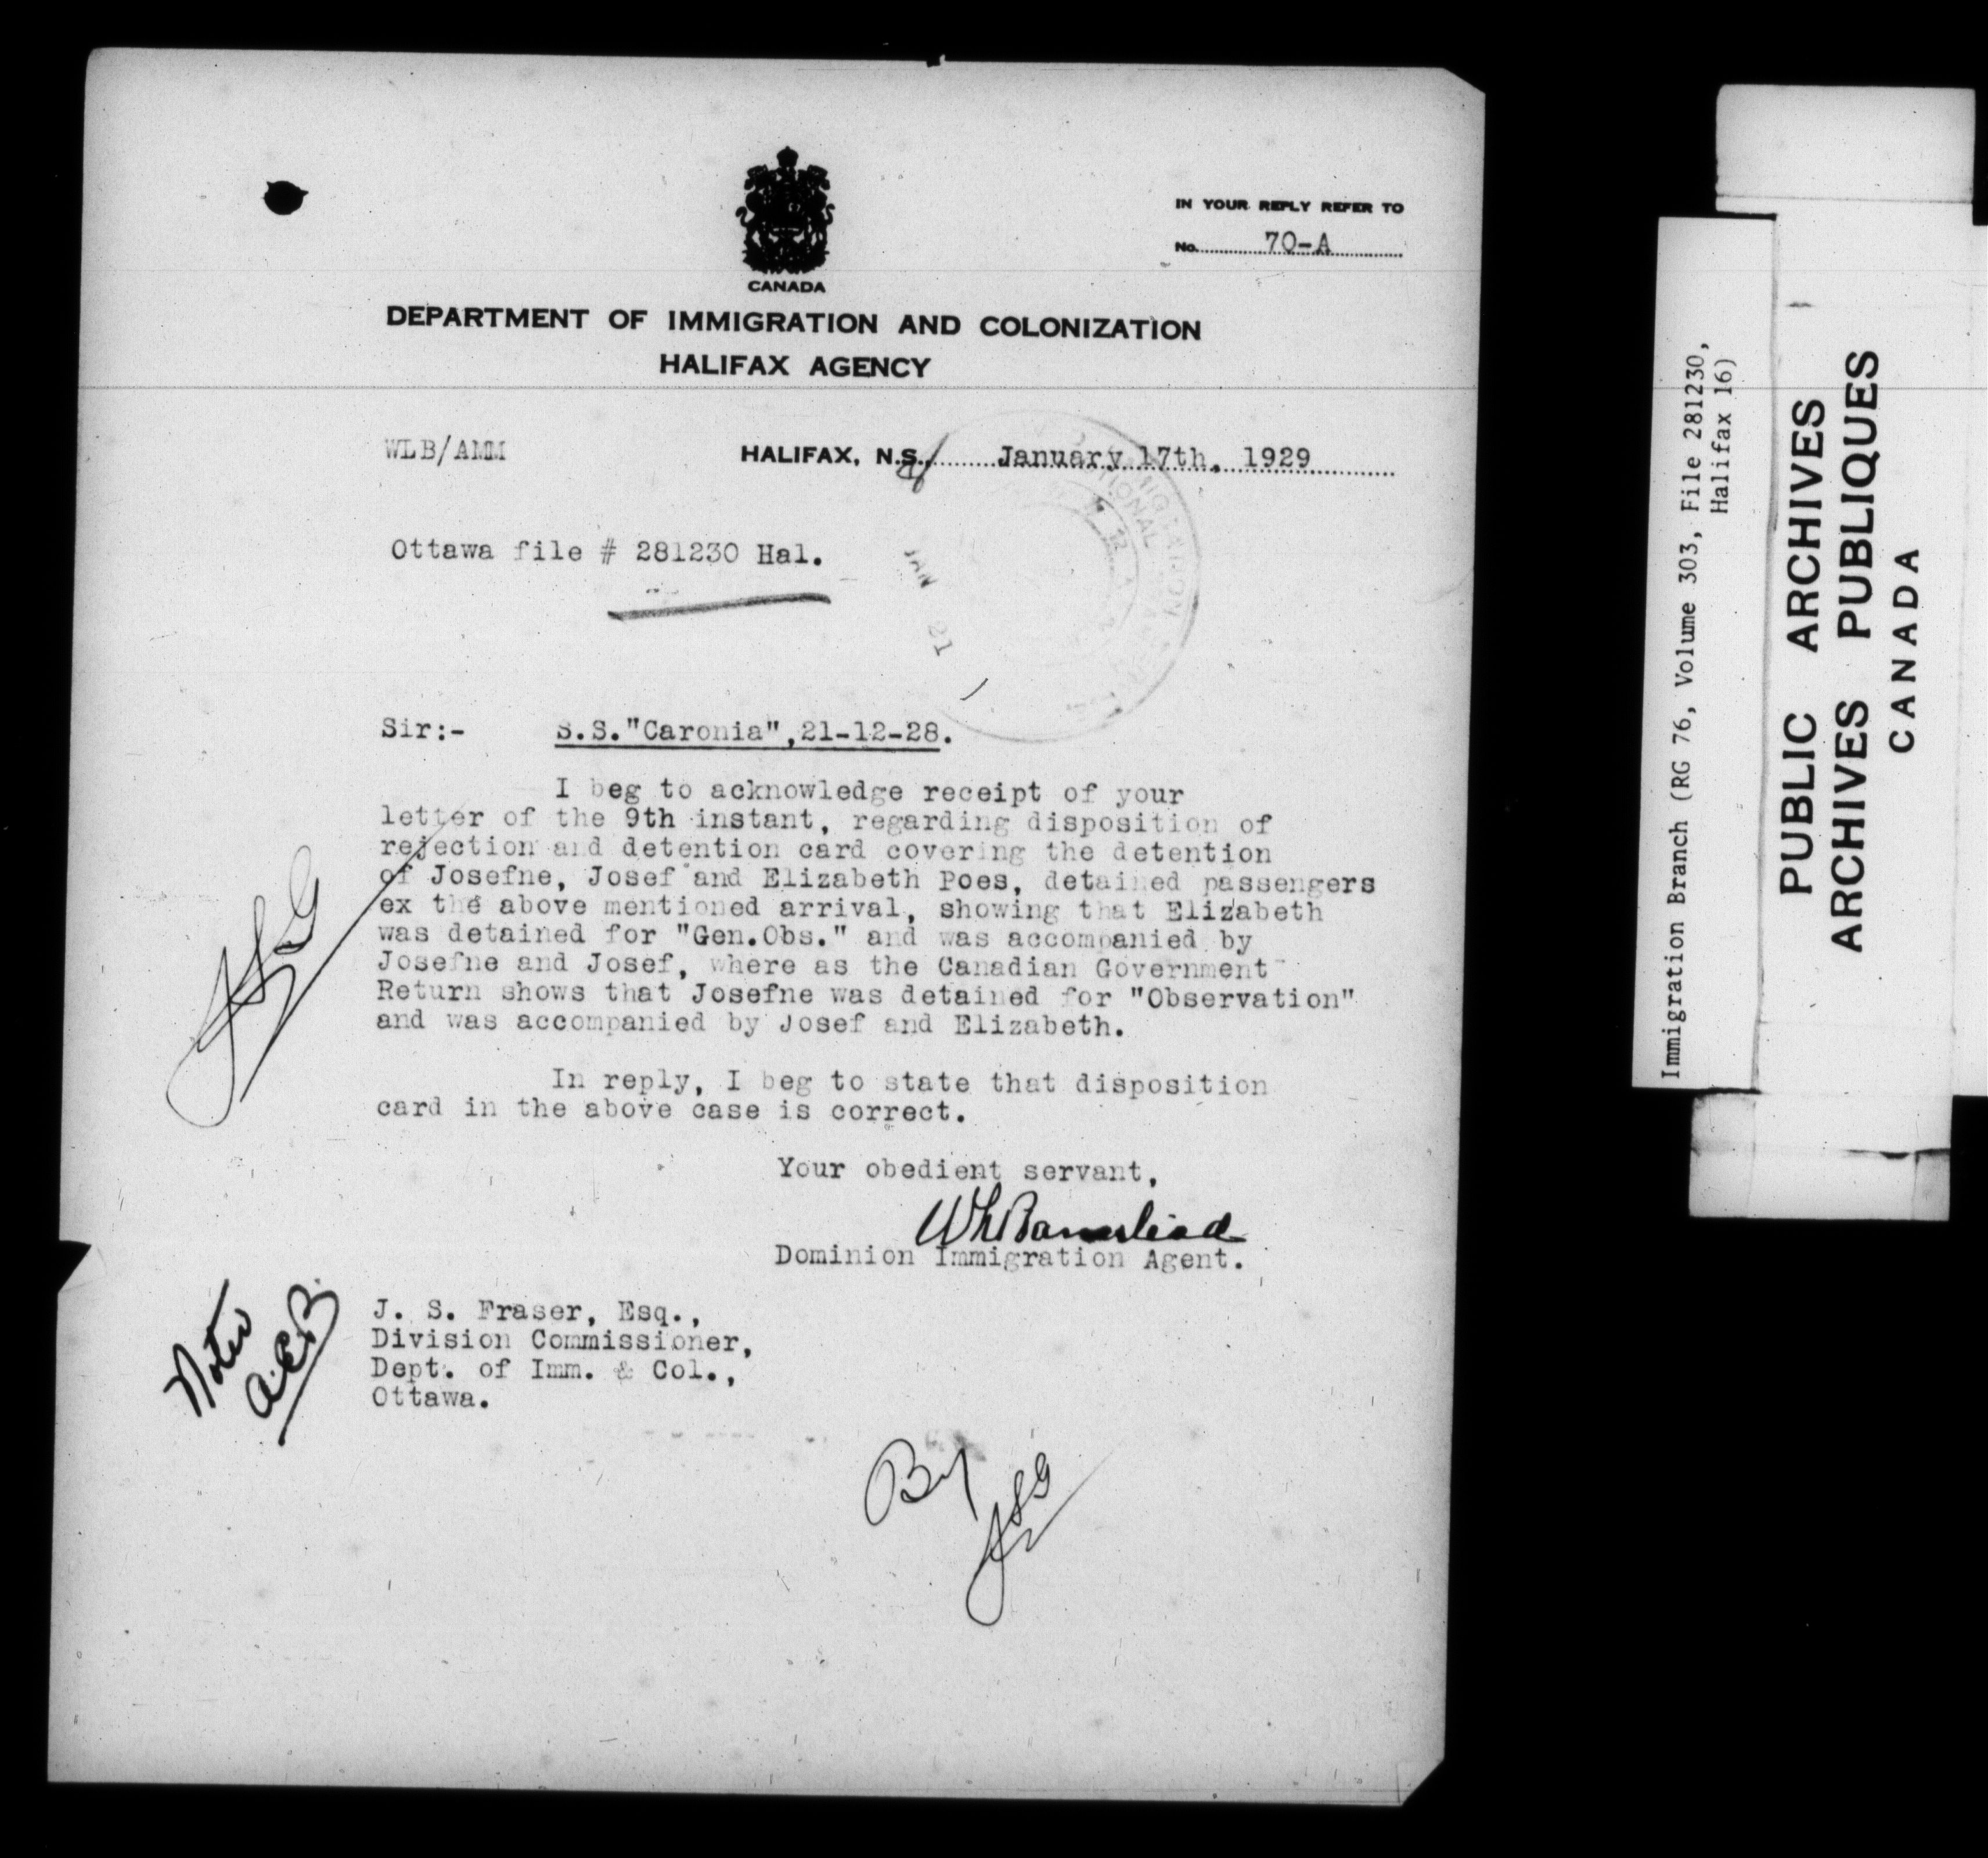 IN YOUR REPLY REFER TO
No. 70-A
CANADA
DEPARTMENT OF IMMIGRATION AND COLONIZATION
HALIFAX AGENCY
WLB/AMM
HALIFAX, N.S., January 17th, 1929
Ottawa file # 281230 Hal.
JAN 21
Sir:- S.S."Caronia",21-12-28.
I beg to acknowledge receipt of your
letter of the 9th instant, regarding disposition of
rejection and detention card covering the detention
of Josefne, Josef and Elizabeth Poes, detained passengers
ex the above mentioned arrival, showing that Elizabeth
was detained for "Gen.Obs." and was accompanied by
Josefne and Josef, where as the Canadian Government
Return shows that Josefne was detained for "Observation"
and was accompanied by Josef and Elizabeth.
In reply, I beg to state that disposition
card in the above case is correct.
Your obedient servant,
Dominion Immigration Agent.
Noted
A.E.B.
J. S. Fraser, Esq.,
Division Commissioner,
Dept. of Imm. & Col.,
Ottawa.
Immigration Branch (RG 76, Volume 303, File 281230,
Halifax 16)
PUBLIC ARCHIVES
ARCHIVES PUBLIQUES
CANADA